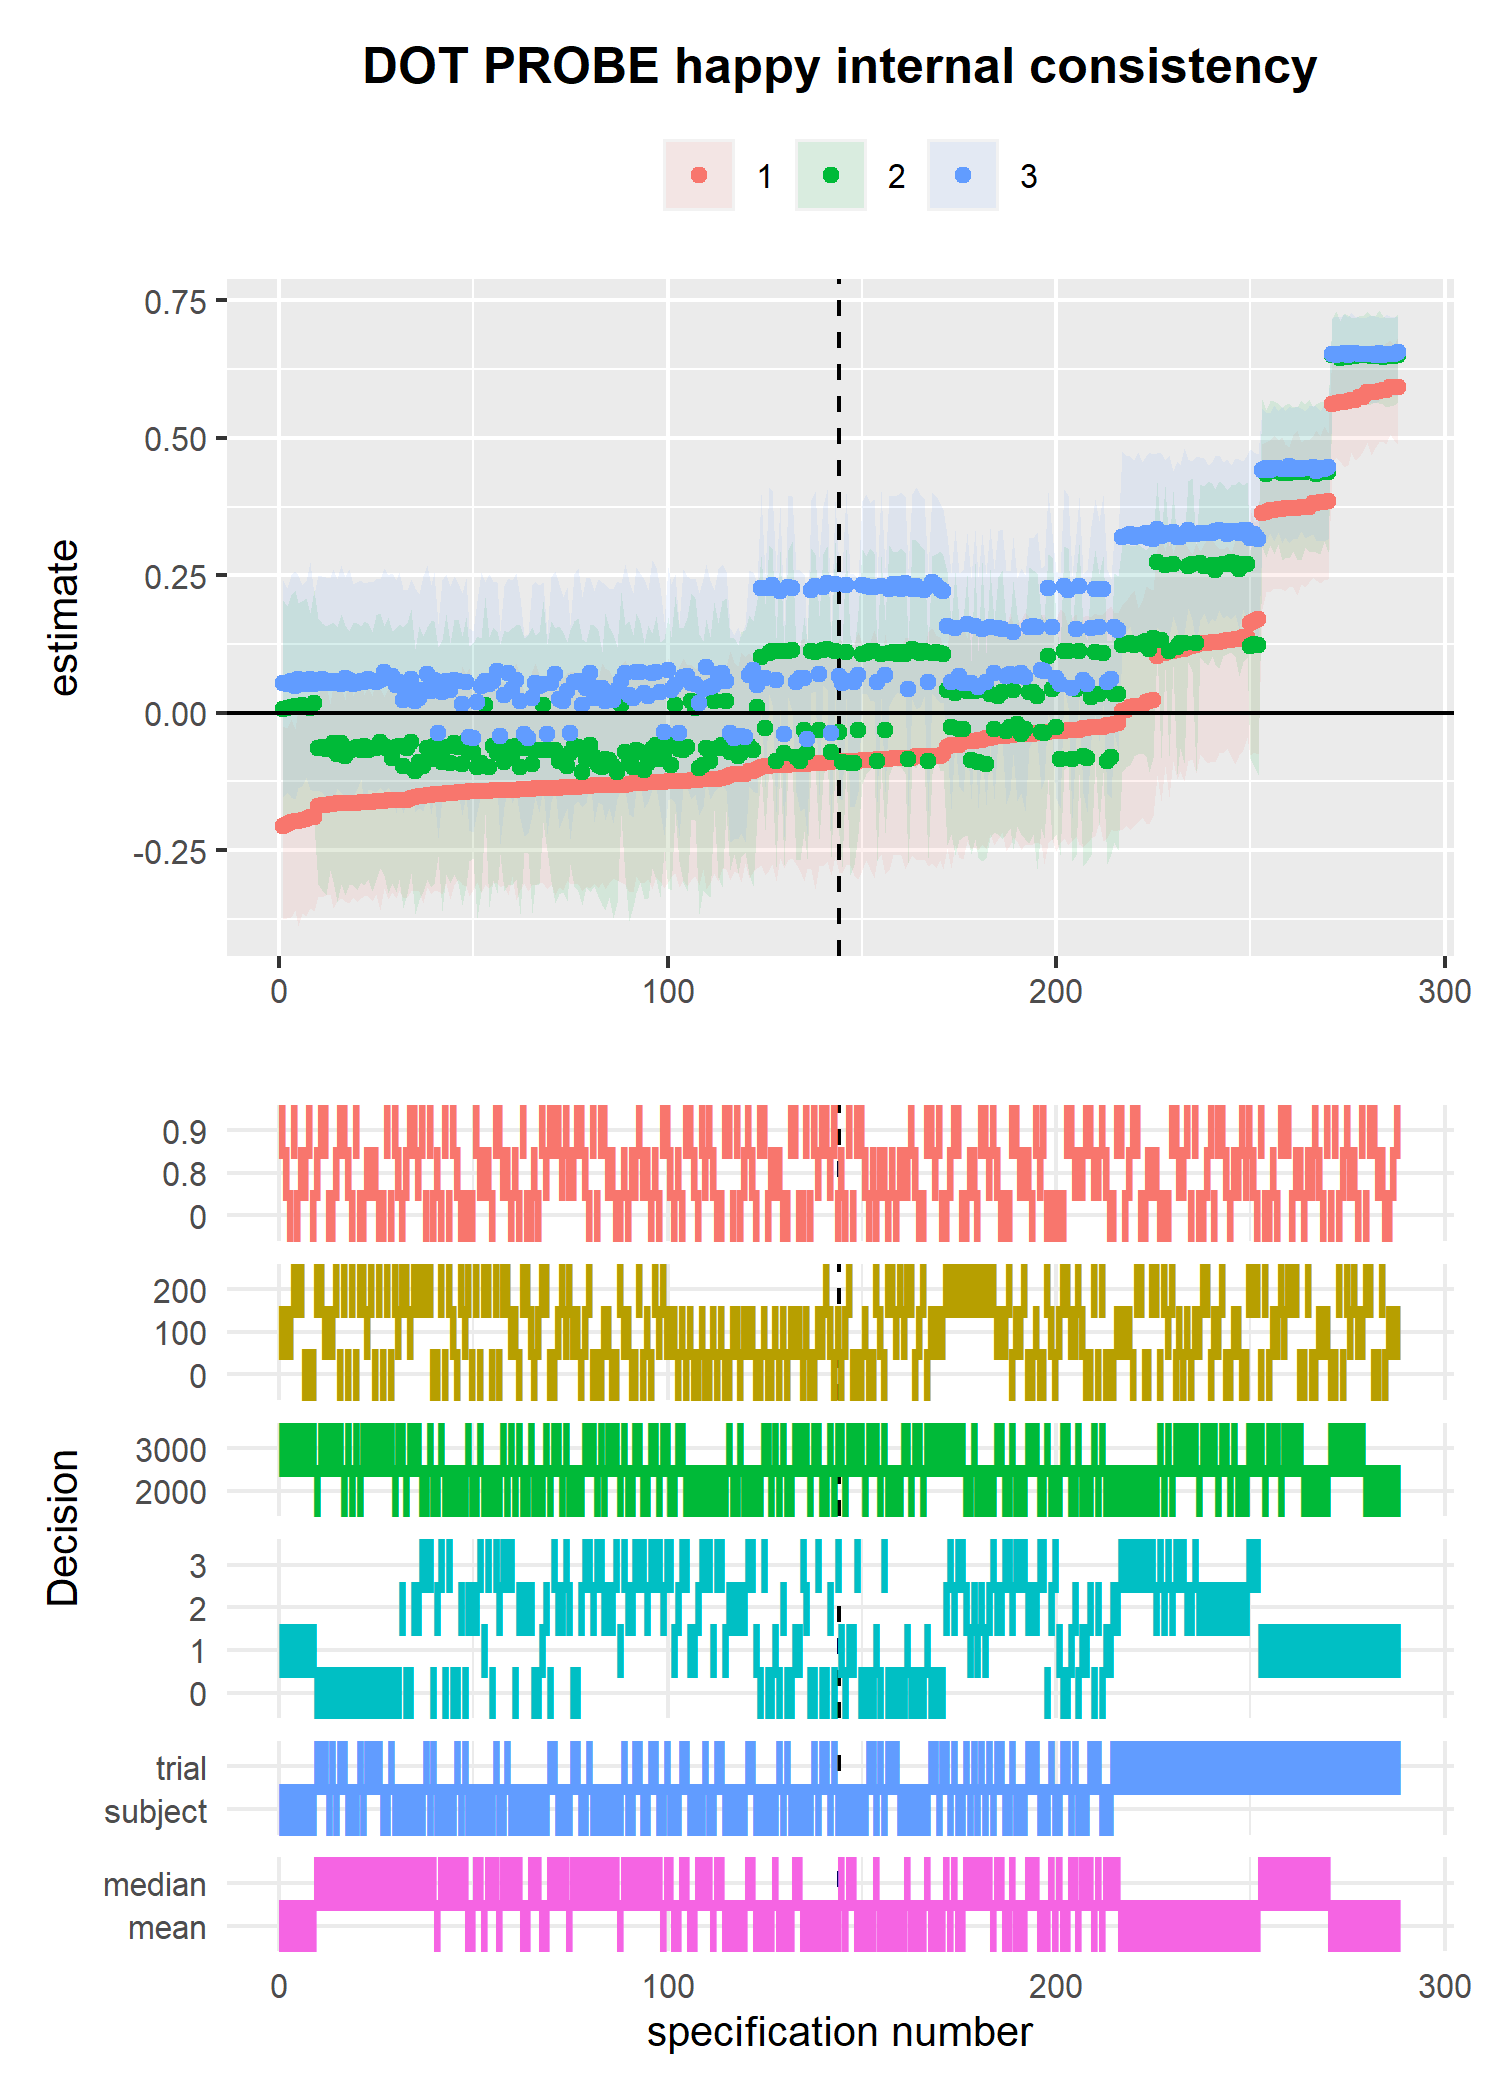 DOT PROBE happy internal consistency
1 2 3
estimate
0.75
0.50
0.25
0.00
-0.25
0 100 200 300
Decision
0.9
0.8
0
200
100
0
3000
2000
3
2
1
0
trial
subject
median
mean
0 100 200 300
specification number